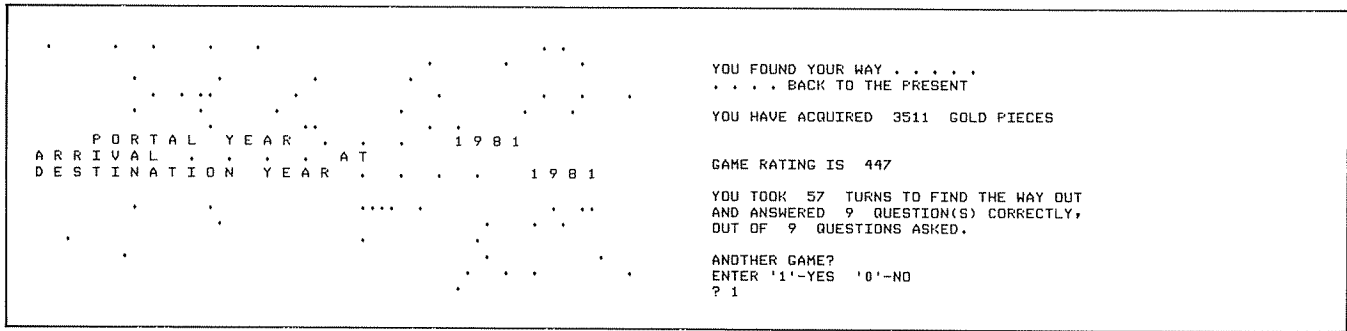 PORTAL YEAR . . . 1981
ARRIVAL . . . . . AT
DESTINATION YEAR . . . . 1981
YOU FOUND YOUR WAY . . . . .
. . . . BACK TO THE PRESENT
YOU HAVE ACQUIRED 3511 GOLD PIECES
GAME RATING IS 447
YOU TOOK 57 TURNS TO FIND THE WAY OUT
AND ANSWERED 9 QUESTION(S) CORRECTLY,
OUT OF 9 QUESTIONS ASKED.
ANOTHER GAME?
ENTER '1'-YES '0'-NO
? 1